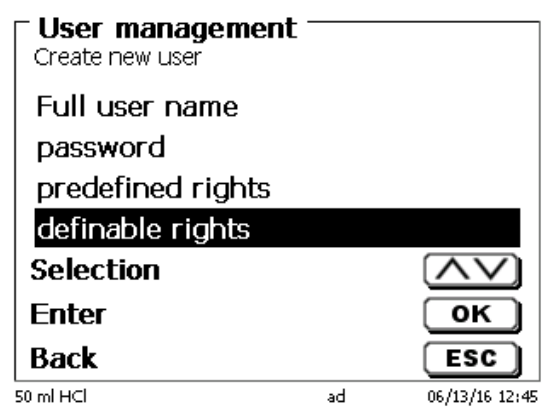 User management
Create new user
Full user name
password
predefined rights
definable rights
Selection
Enter OK
Back ESC
50 ml HCl ad 06/13/16 12:45